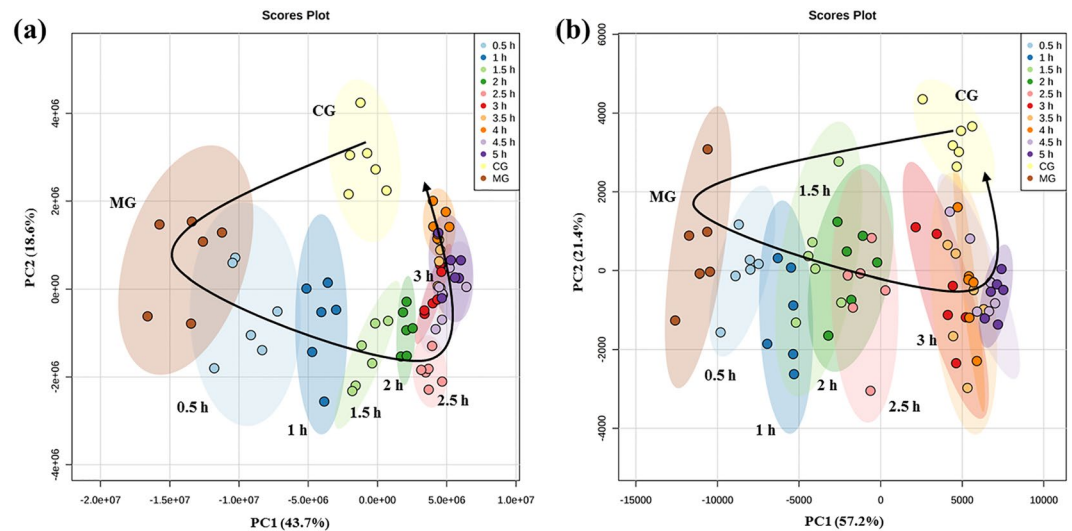 (a)
Scores Plot
4e+06
2e+06
0e+00
-2e+06
-4e+06
PC2 (18.6%)
-2.0e+07
-1.5e+07
-1.0e+07
-5.0e+06
0.0e+00
5.0e+06
1.0e+07
PC1 (43.7%)
CG
MG
0.5 h
1 h
1.5 h
2 h
2.5 h
3 h
0.5 h
1 h
1.5 h
2 h
2.5 h
3 h
3.5 h
4 h
4.5 h
5 h
CG
MG
(b)
Scores Plot
6000
4000
2000
0
-2000
-4000
PC2 (21.4%)
-15000
-10000
-5000
0
5000
10000
PC1 (57.2%)
CG
MG
0.5 h
1 h
1.5 h
2 h
2.5 h
3 h
0.5 h
1 h
1.5 h
2 h
2.5 h
3 h
3.5 h
4 h
4.5 h
5 h
CG
MG